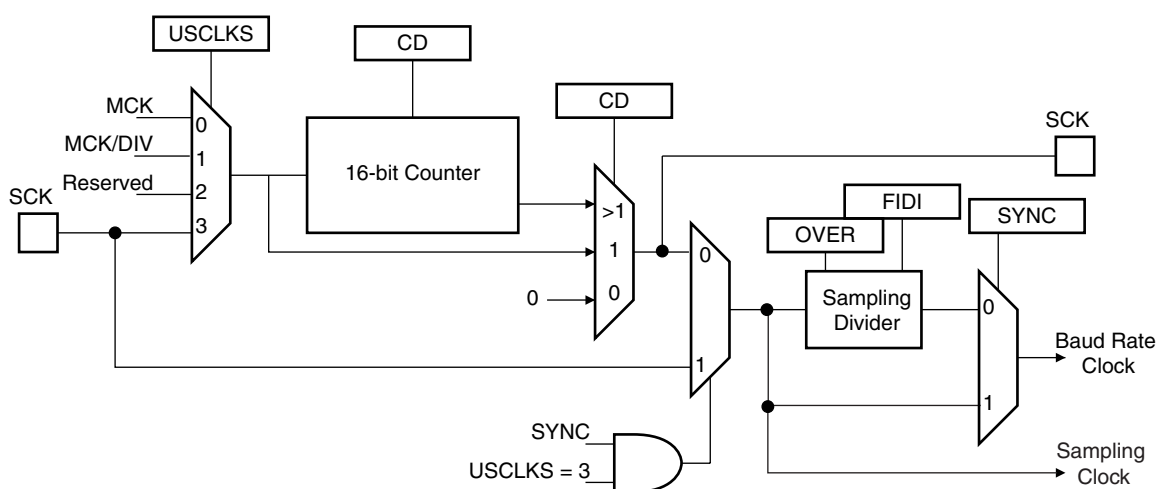 USCLKS
CD
CD
SCK
MCK
0
MCK/DIV
1
16-bit Counter
Reserved
2
SCK
3
>1
1
0
0
FIDI
OVER
SYNC
0
Sampling
Divider
0
1
1
Baud Rate
Clock
SYNC
USCLKS = 3
Sampling
Clock